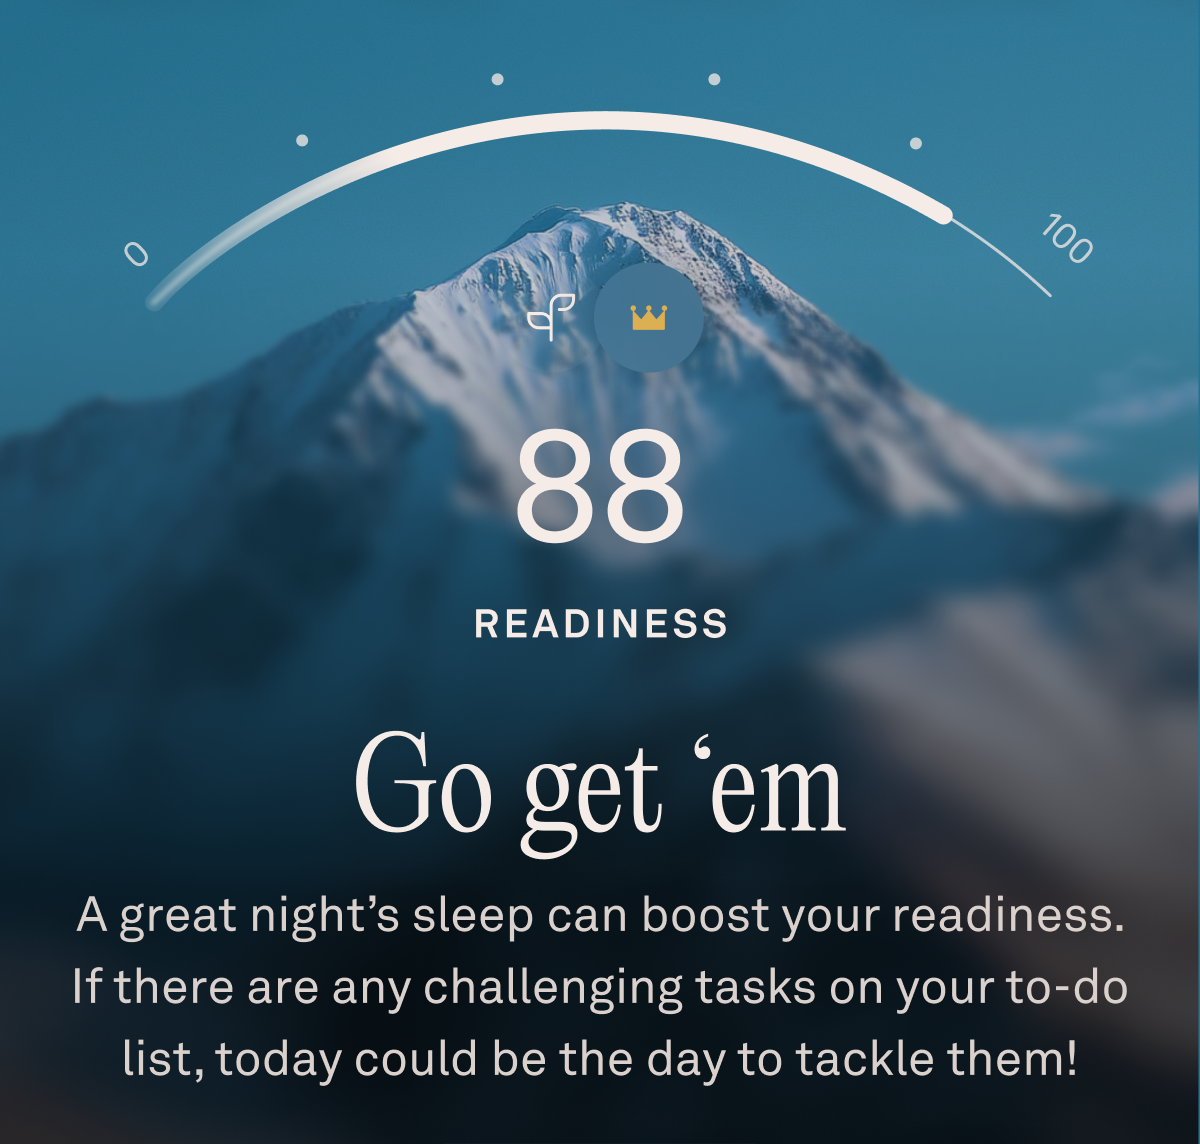 0
100
88
READINESS
Go get ‘em
A great night’s sleep can boost your readiness.
If there are any challenging tasks on your to-do
list, today could be the day to tackle them!